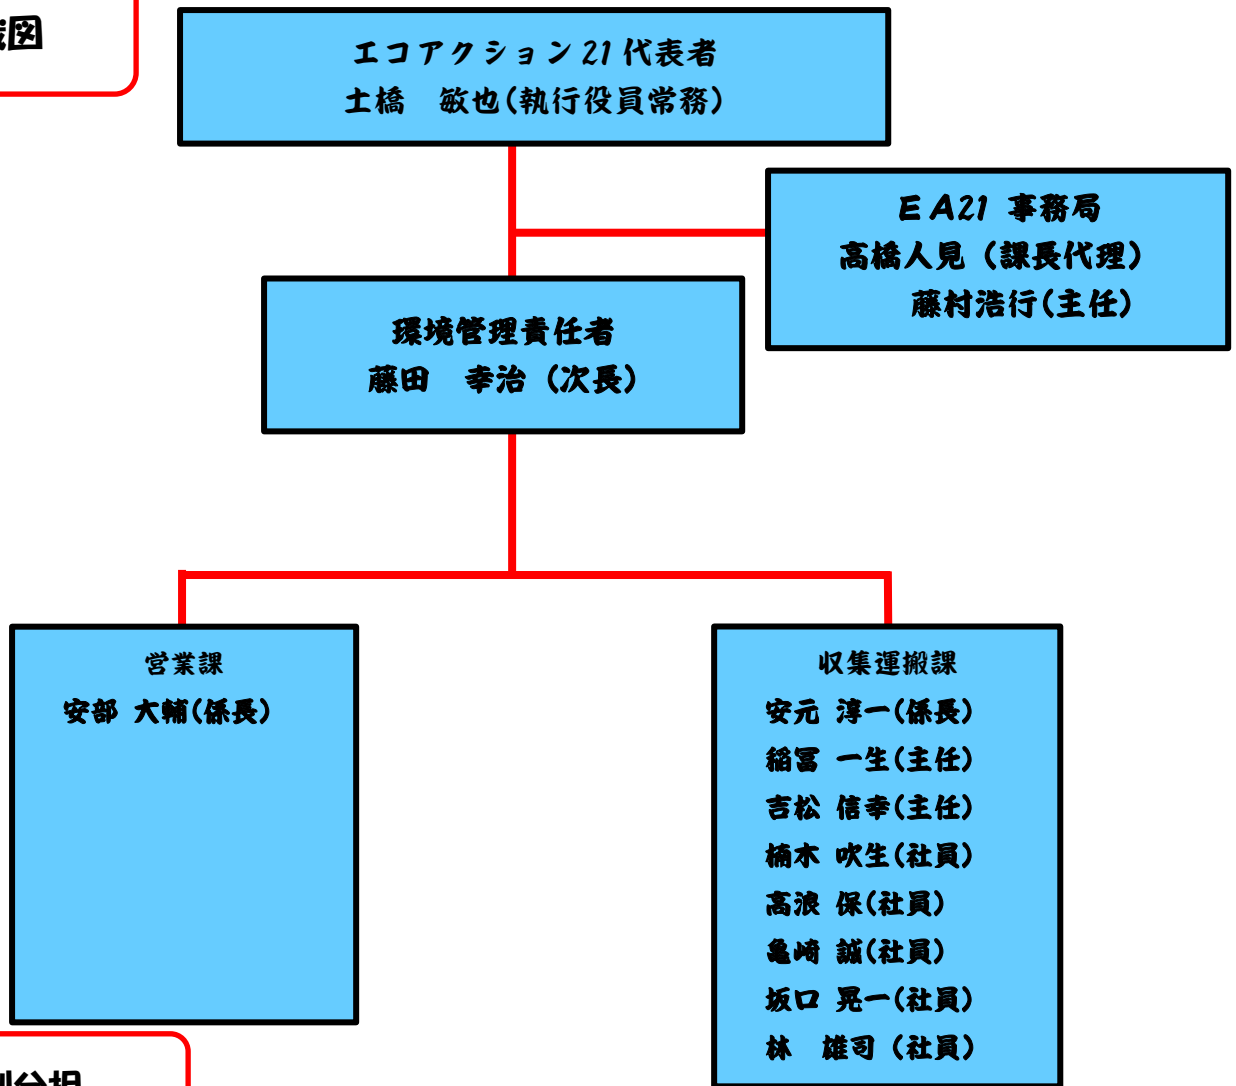 図
エコアクション21代表者
土橋　敏也(執行役員常務)
ＥＡ21 事務局
高橋人見（課長代理）
藤村浩行(主任)
環境管理責任者
藤田　幸治（次長）
営業課
安部 大輔(係長)
収集運搬課
安元 淳一(係長)
稲冨 一生(主任)
吉松 信幸(主任)
楠木 吹生(社員)
高浪 保(社員)
亀崎 誠(社員)
坂口 晃一(社員)
林　雄司（社員）
割分担